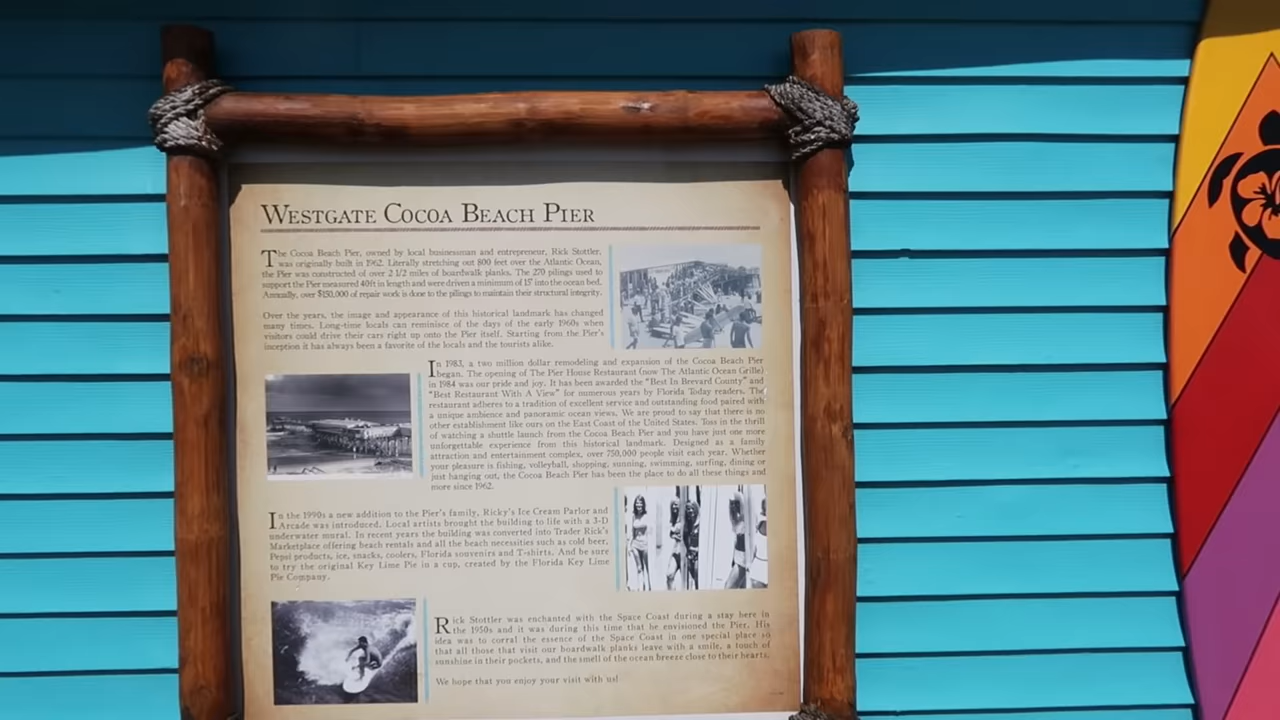 WESTGATE COCOA BEACH PIER
The Cocoa Beach Pier, owned by local businessman and entrepreneur, Rick Stottler,
was originally built in 1962. Literally stretching out 800 feet over the Atlantic Ocean,
the Pier was constructed of over 2 1/2 miles of boardwalk planks. The 270 pilings used to
support the Pier measured 40ft in length and were driven a minimum of 15' into the ocean bed.
Annually, over $150,000 of repair work is done to the pilings to maintain their structural integrity.
Over the years, the image and appearance of this historical landmark has changed
many times. Long-time locals can reminisce of the days of the early 1960s when
visitors could drive their cars right up onto the Pier itself. Starting from the Pier's
inception it has always been a favorite of the locals and the tourists alike.
In 1983, a two million dollar remodeling and expansion of the Cocoa Beach Pier
began. The opening of The Pier House Restaurant (now The Atlantic Ocean Grille)
in 1984 was our pride and joy. It has been awarded the "Best In Brevard County" and
"Best Restaurant With A View" for numerous years by Florida Today readers. The
restaurant adheres to a tradition of excellent service and outstanding food paired with
a unique ambience and panoramic ocean views. We are proud to say that there is no
other establishment like ours on the East Coast of the United States. Toss in the thrill
of watching a shuttle launch from the Cocoa Beach Pier and you have just one more
unforgettable experience from this historical landmark. Designed as a family
attraction and entertainment complex, over 750,000 people visit each year. Whether
your pleasure is fishing, volleyball, shopping, sunning, swimming, surfing, dining or
just hanging out, the Cocoa Beach Pier has been the place to do all these things and
more since 1962.
In the 1990s a new addition to the Pier's family, Ricky's Ice Cream Parlor and
Arcade was introduced. Local artists brought the building to life with a 3-D
underwater mural. In recent years the building was converted into Trader Rick's
Marketplace offering beach rentals and all the beach necessities such as cold beer,
Pepsi products, ice, snacks, coolers, Florida souvenirs and T-shirts. And be sure
to try the original Key Lime Pie in a cup, created by the Florida Key Lime
Pie Company.
Rick Stottler was enchanted with the Space Coast during a stay here in
the 1950s and it was during this time that he envisioned the Pier. His
idea was to corral the essence of the Space Coast in one special place so
that all those that visit our boardwalk planks leave with a smile, a touch of
sunshine in their pockets, and the smell of the ocean breeze close to their hearts.
We hope that you enjoy your visit with us!